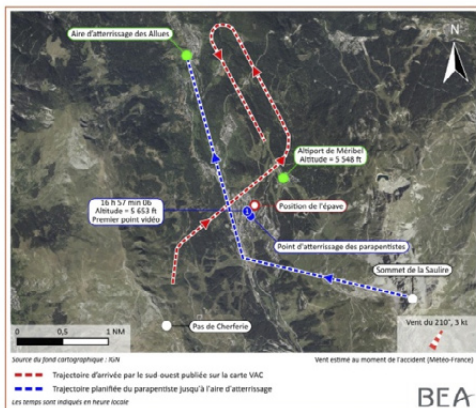 Aire d'atterrissage des Allues
N
Altiport de Méribel
Altitude = 5 548 ft
16 h 57 min 06
Altitude = 5 653 ft
Premier point vidéo
Position de l'épave
1
Point d'atterrissage des parapentistes
Sommet de la Saulire
Pas de Cherferie
0 0,5 1 NM
Vent du 210°, 3 kt
Source du fond cartographique : IGN
Vent estimé au moment de l'accident (Météo-France)
Trajectoire d'arrivée par le sud-ouest publiée sur la carte VAC
Trajectoire planifiée du parapentiste jusqu'à l'aire d'atterrissage
Les temps sont indiqués en heure locale
BEA